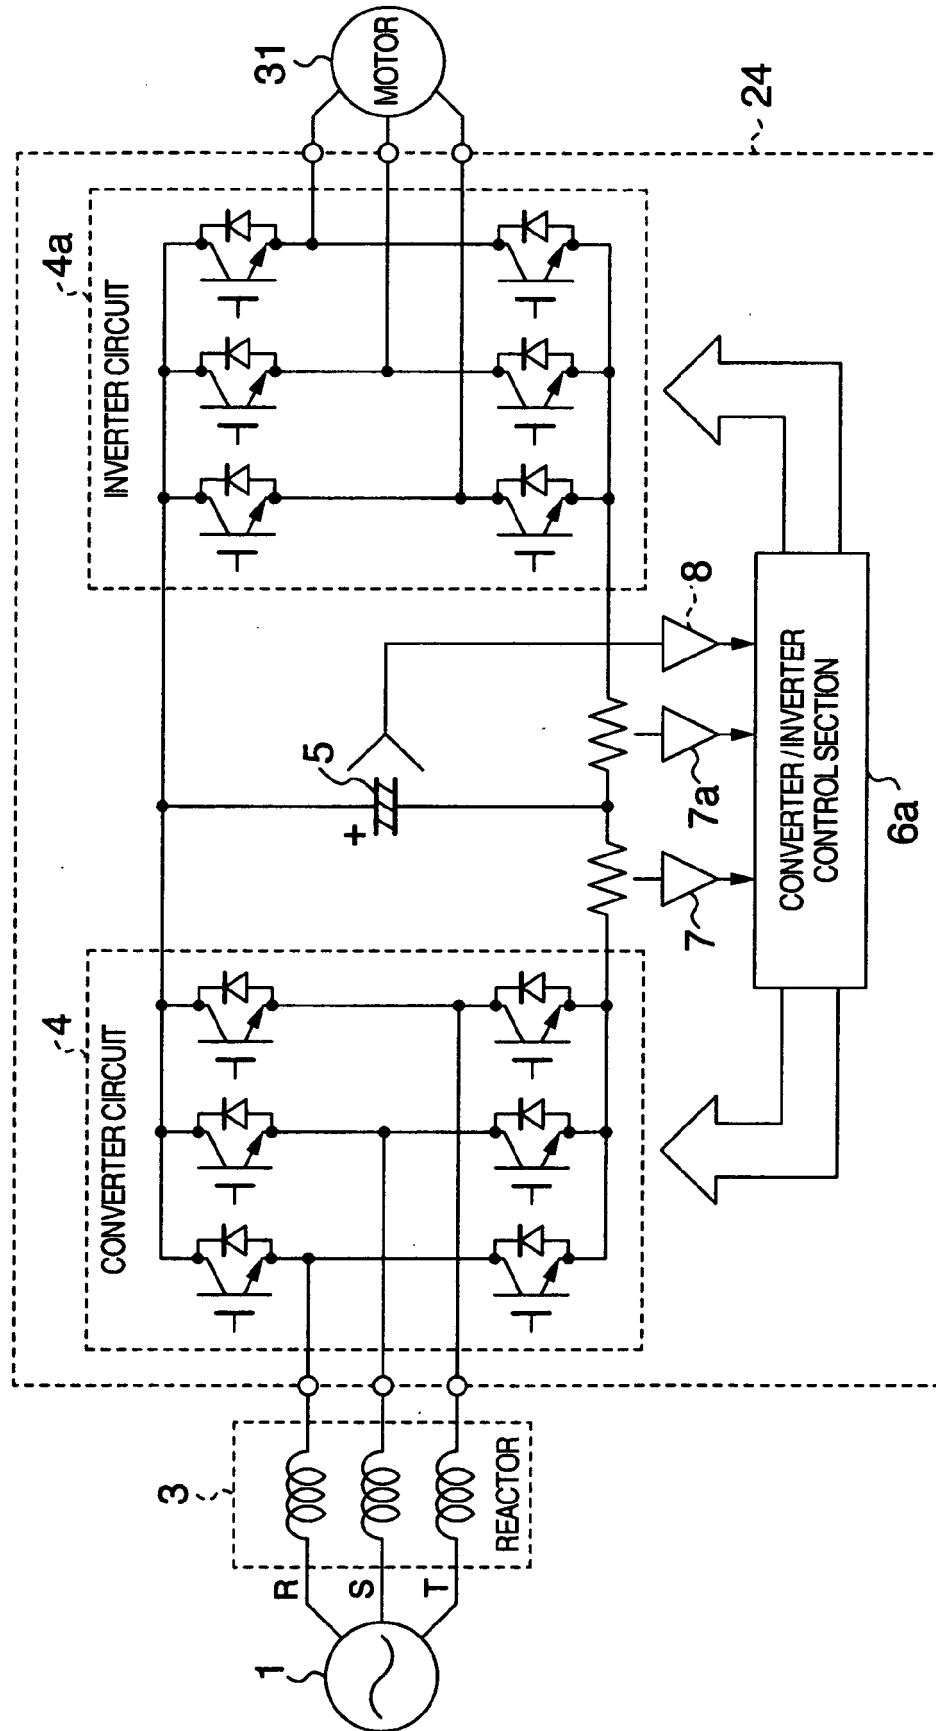 1
R
S
T
3
REACTOR
4
CONVERTER CIRCUIT
5
+
4a
INVERTER CIRCUIT
31
MOTOR
24
7
7a
8
CONVERTER/INVERTER
CONTROL SECTION
6a